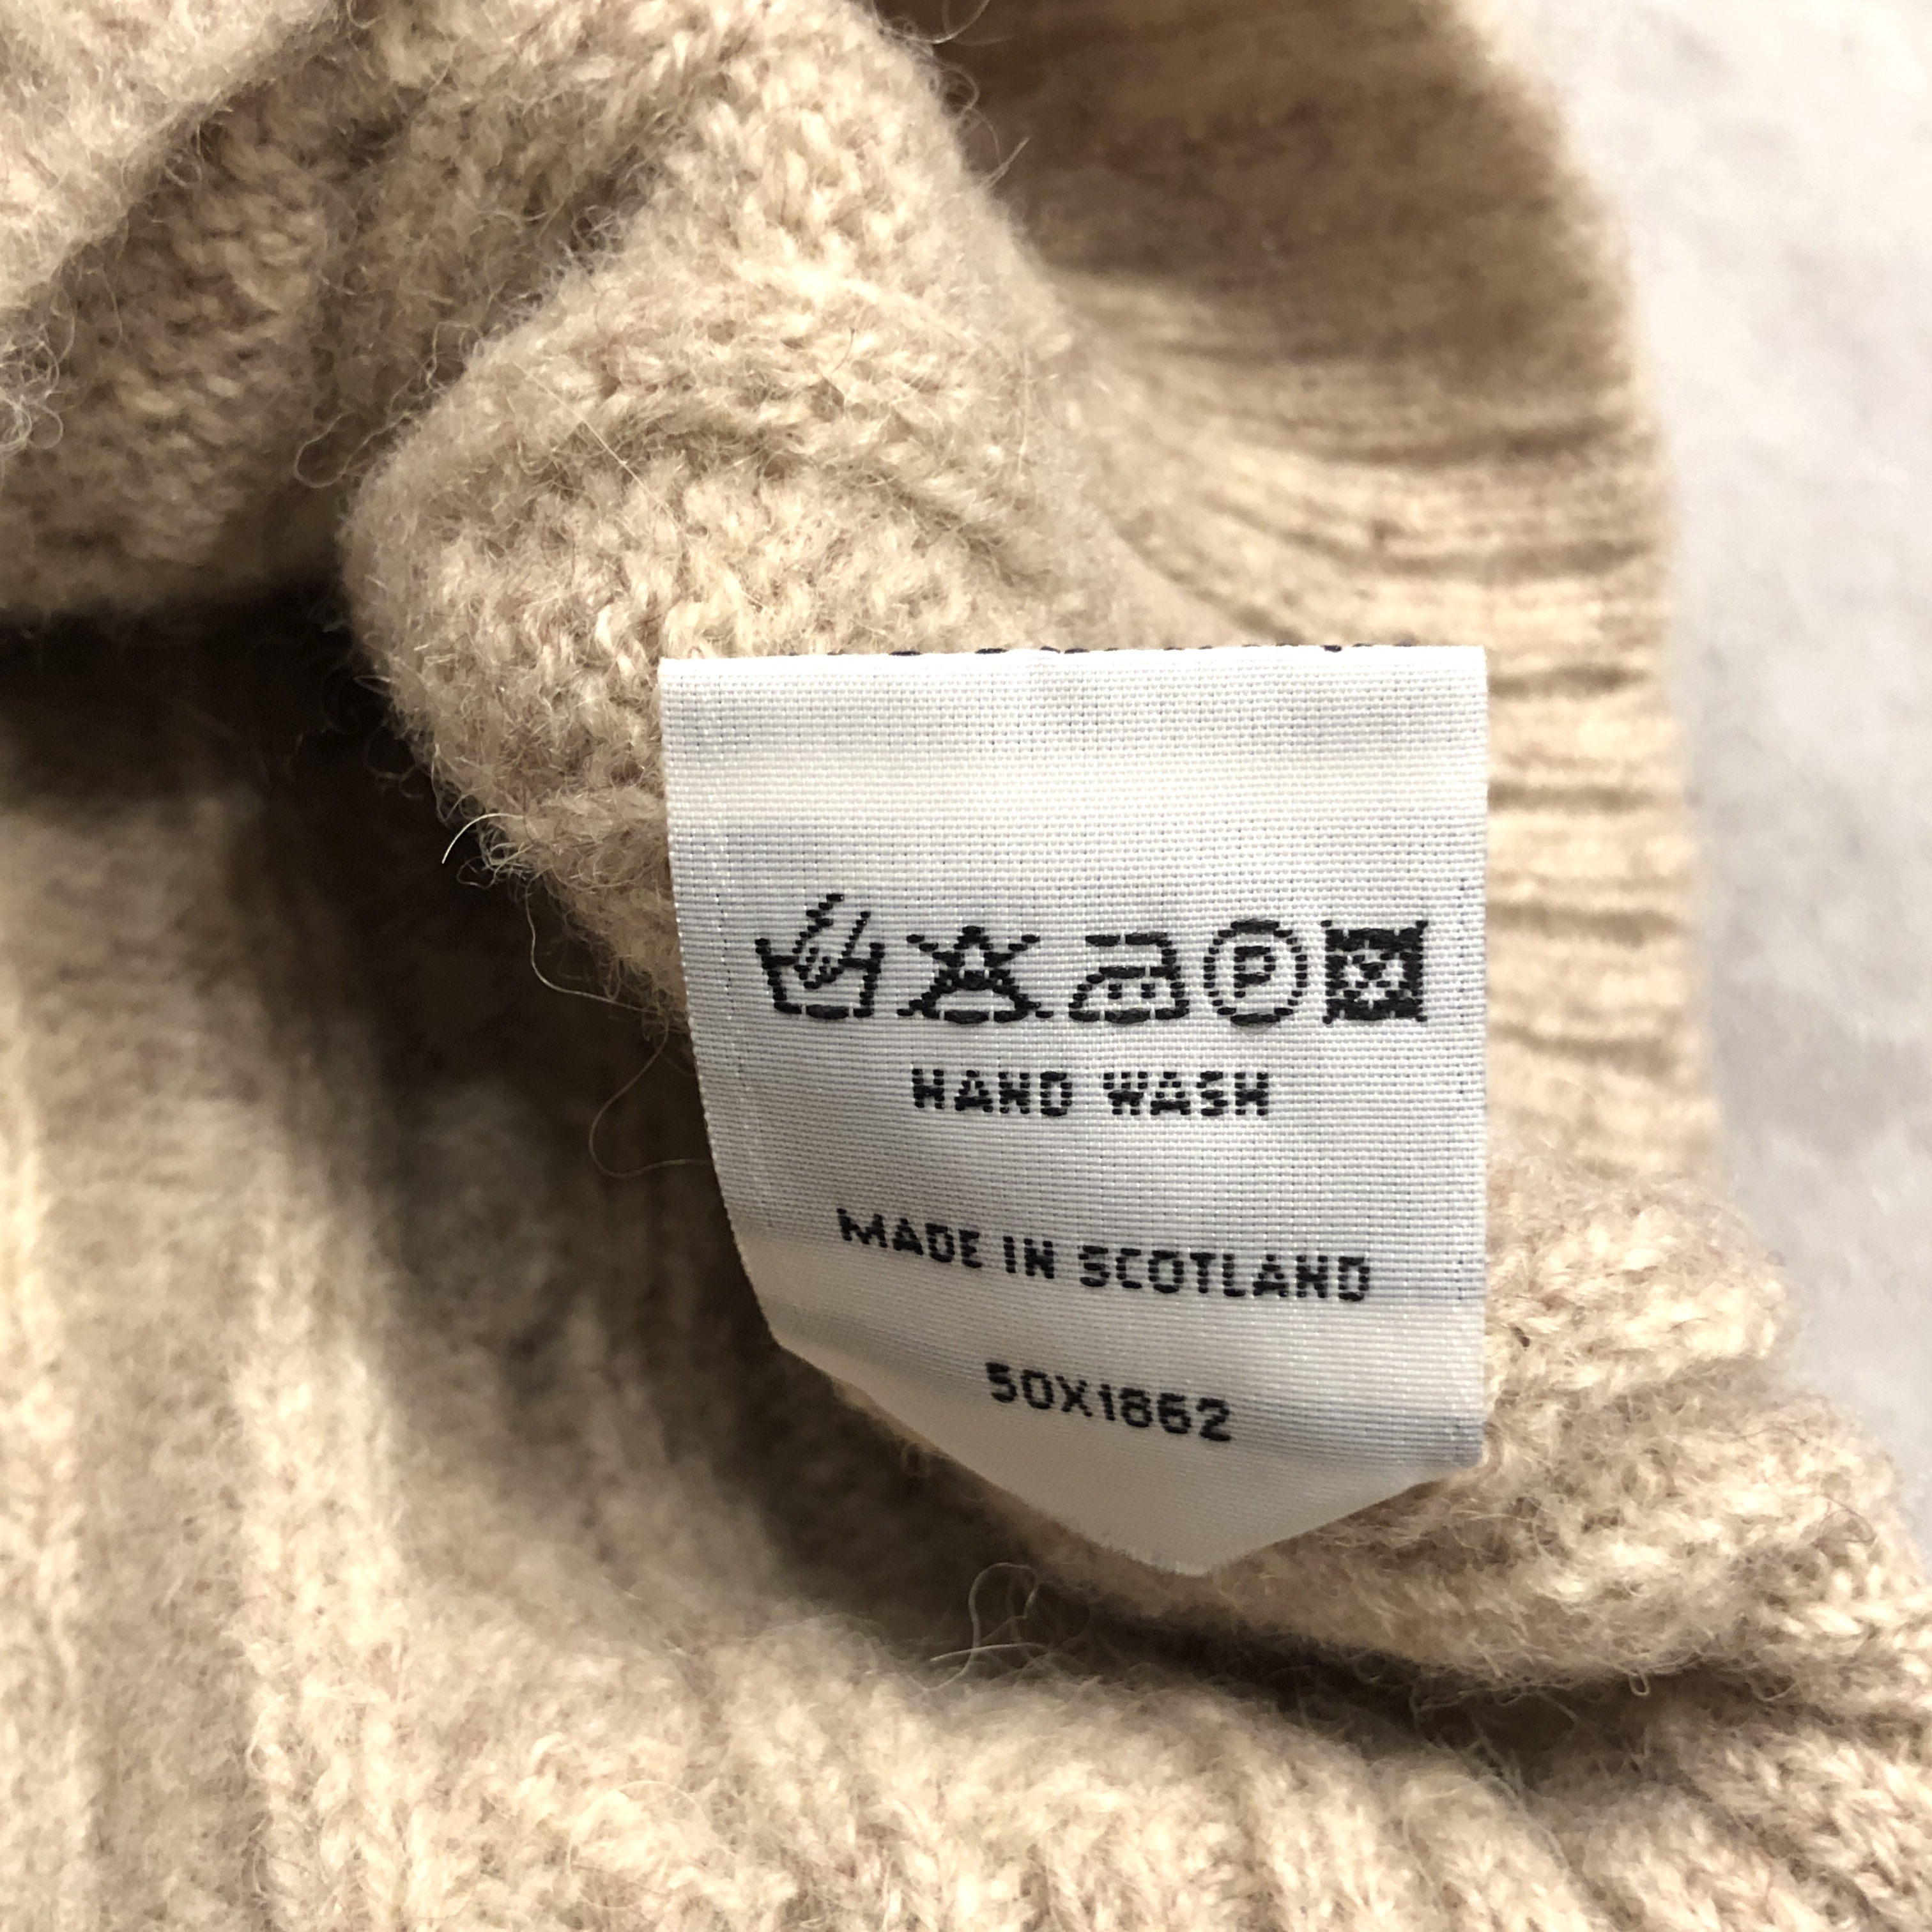 P
HAND WASH
MADE IN SCOTLAND
50X1862